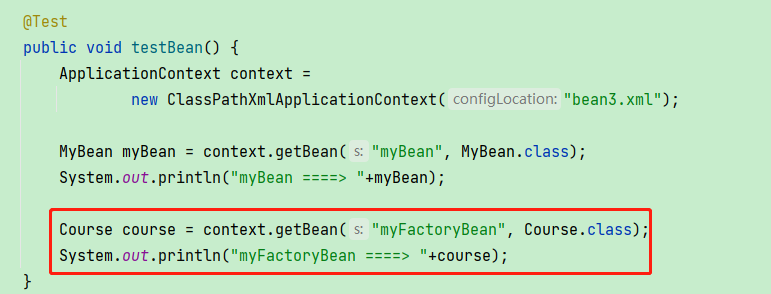 @Test
public void testBean() {
ApplicationContext context =
new ClassPathXmlApplicationContext( configLocation: "bean3.xml");
MyBean myBean = context.getBean( s: "myBean", MyBean.class);
System.out.println("myBean ====> "+myBean);
Course course = context.getBean( s: "myFactoryBean", Course.class);
System.out.println("myFactoryBean ====> "+course);
}